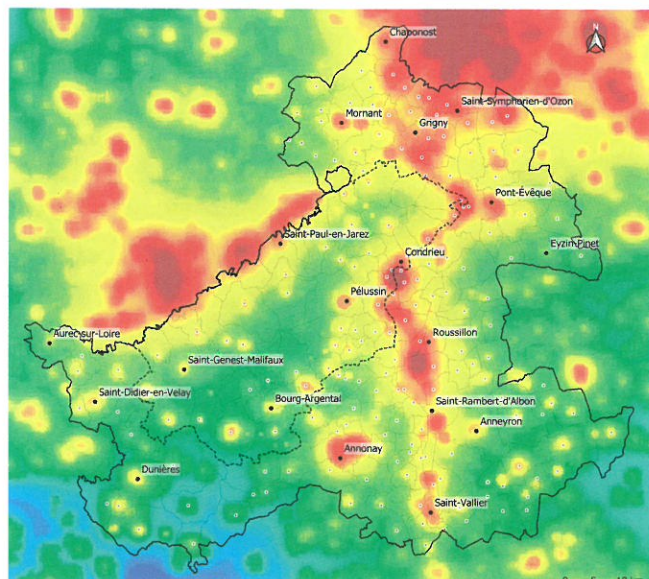 N
Chaponost
Saint-Symphorien-d'Ozon
Mornant
Grigny
Pont-Évêque
Saint-Paul-en-Jarez
Eyzin-Pinet
Condrieu
Pélussin
Aurec-sur-Loire
Roussillon
Saint-Genest-Malifaux
Saint-Didier-en-Velay
Bourg-Argental
Saint-Rambert-d'Albon
Anneyron
Annonay
Dunières
Saint-Vallier